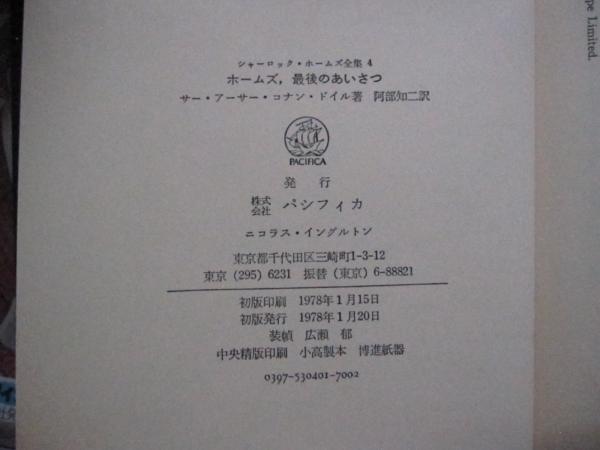 シャーロック・ホームズ全集 4
ホームズ，最後のあいさつ
サー・アーサー・コナン・ドイル著 阿部知二訳
PACIFICA
発行
株式会社 パシフィカ
ニコラス・イングルトン
東京都千代田区三崎町1-3-12
東京 (295) 6231 振替 (東京) 6-88821
初版印刷 1978年1月15日
初版発行 1978年1月20日
装幀 広瀬 郁
中央精版印刷 小高製本 博進紙器
0397-530401-7002
pe Limited.